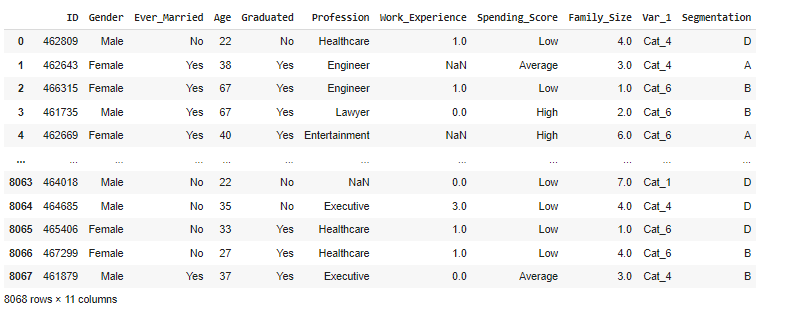 ID Gender Ever_Married Age Graduated Profession Work_Experience Spending_Score Family_Size Var_1 Segmentation
0 462809 Male No 22 No Healthcare 1.0 Low 4.0 Cat_4 D
1 462643 Female Yes 38 Yes Engineer NaN Average 3.0 Cat_4 A
2 466315 Female Yes 67 Yes Engineer 1.0 Low 1.0 Cat_6 B
3 461735 Male Yes 67 Yes Lawyer 0.0 High 2.0 Cat_6 B
4 462669 Female Yes 40 Yes Entertainment NaN High 6.0 Cat_6 A
... ... ... ... ... ... ... ... ... ... ... ...
8063 464018 Male No 22 No NaN 0.0 Low 7.0 Cat_1 D
8064 464685 Male No 35 No Executive 3.0 Low 4.0 Cat_4 D
8065 465406 Female No 33 Yes Healthcare 1.0 Low 1.0 Cat_6 D
8066 467299 Female No 27 Yes Healthcare 1.0 Low 4.0 Cat_6 B
8067 461879 Male Yes 37 Yes Executive 0.0 Average 3.0 Cat_4 B
8068 rows × 11 columns